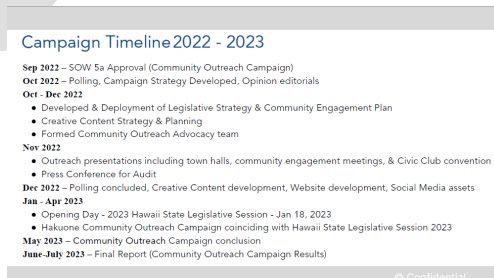 Campaign Timeline 2022 - 2023
Sep 2022 – SOW 5a Approval (Community Outreach Campaign)
Oct 2022 – Polling, Campaign Strategy Developed, Opinion editorials
Oct - Dec 2022
● Developed & Deployment of Legislative Strategy & Community Engagement Plan
● Creative Content Strategy & Planning
● Formed Community Outreach Advocacy team
Nov 2022
● Outreach presentations including town halls, community engagement meetings, & Civic Club convention
● Press Conference for Audit
Dec 2022 – Polling concluded, Creative Content development, Website development, Social Media assets
Jan - Apr 2023
● Opening Day - 2023 Hawaii State Legislative Session - Jan 18, 2023
● Hakuone Community Outreach Campaign coinciding with Hawaii State Legislative Session 2023
May 2023 – Community Outreach Campaign conclusion
June-July 2023 – Final Report (Community Outreach Campaign Results)
© Confidential